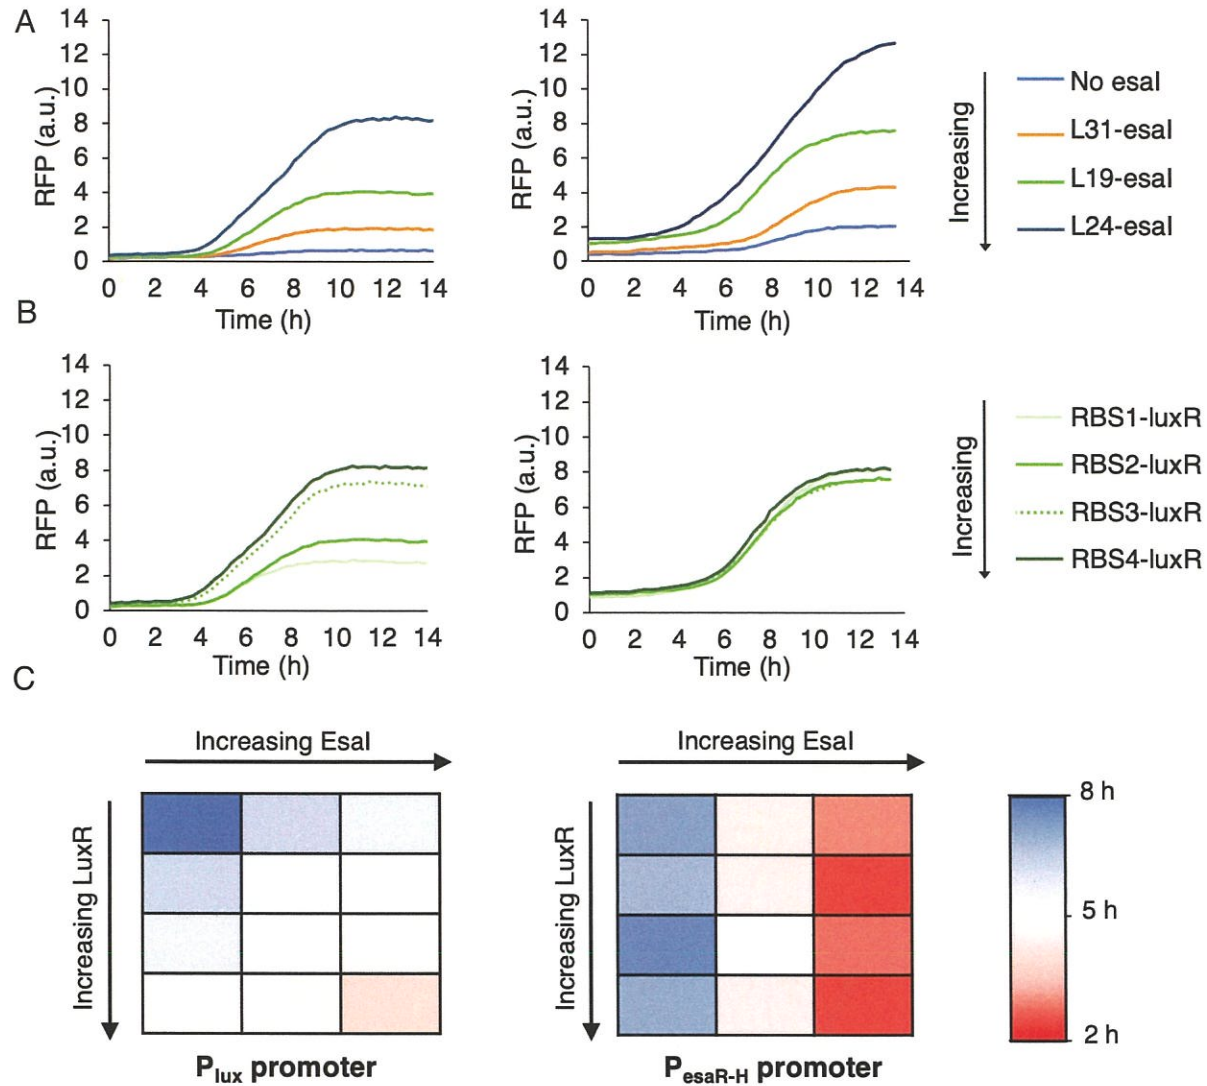 A
14
12
10
8
6
4
2
0
RFP (a.u.)
0 2 4 6 8 10 12 14
Time (h)
14
12
10
8
6
4
2
0
RFP (a.u.)
0 2 4 6 8 10 12 14
Time (h)
Increasing
No esaI
L31-esaI
L19-esaI
L24-esaI
B
14
12
10
8
6
4
2
0
RFP (a.u.)
0 2 4 6 8 10 12 14
Time (h)
14
12
10
8
6
4
2
0
RFP (a.u.)
0 2 4 6 8 10 12 14
Time (h)
Increasing
RBS1-luxR
RBS2-luxR
RBS3-luxR
RBS4-luxR
C
Increasing EsaI
Increasing LuxR
Plux promoter
Increasing EsaI
Increasing LuxR
PesaR-H promoter
8 h
5 h
2 h